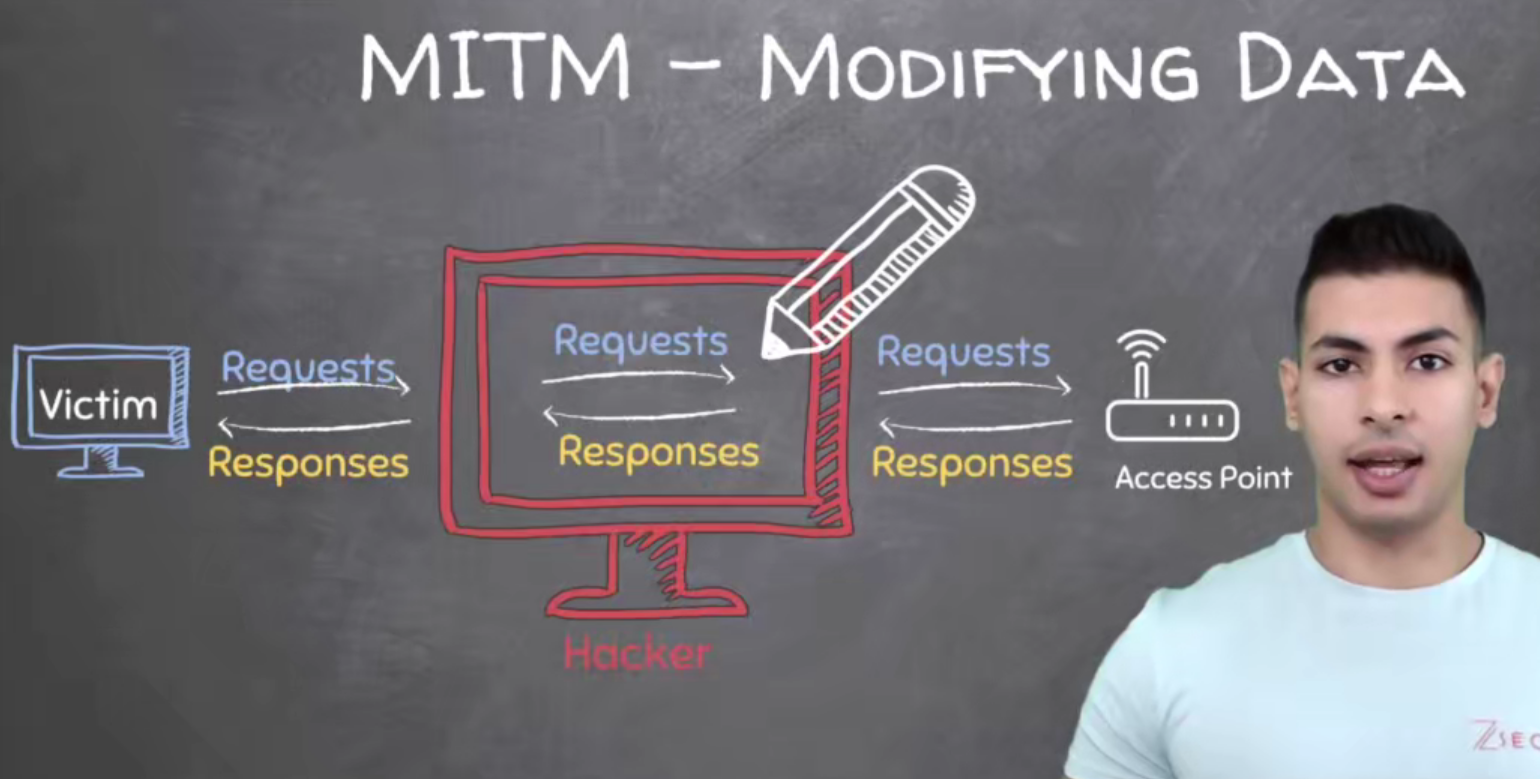 MITM - MODIFYING DATA
Victim
Requests
Responses
Requests
Responses
Requests
Responses
Access Point
Hacker